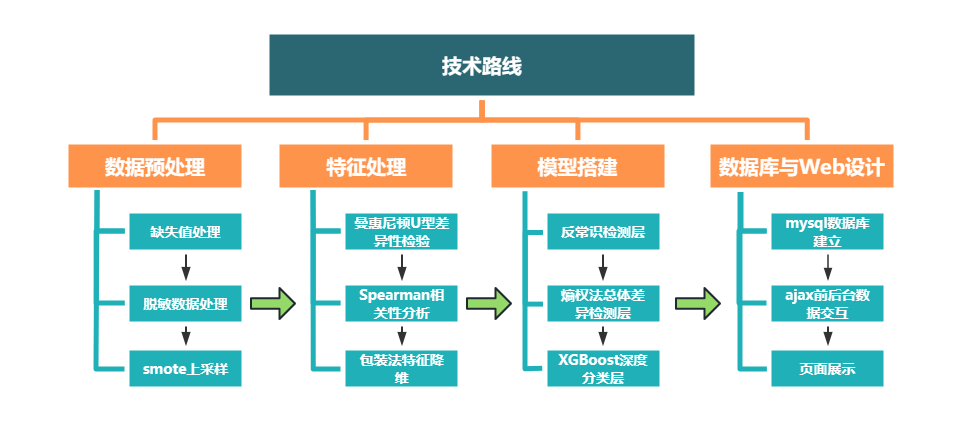 技术路线
数据预处理
特征处理
模型搭建
数据库与Web设计
缺失值处理
脱敏数据处理
smote上采样
曼惠尼顿U型差
异性检验
Spearman相
关性分析
包装法特征降
维
反常识检测层
熵权法总体差
异检测层
XGBoost深度
分类层
mysql数据库
建立
ajax前后台数
据交互
页面展示